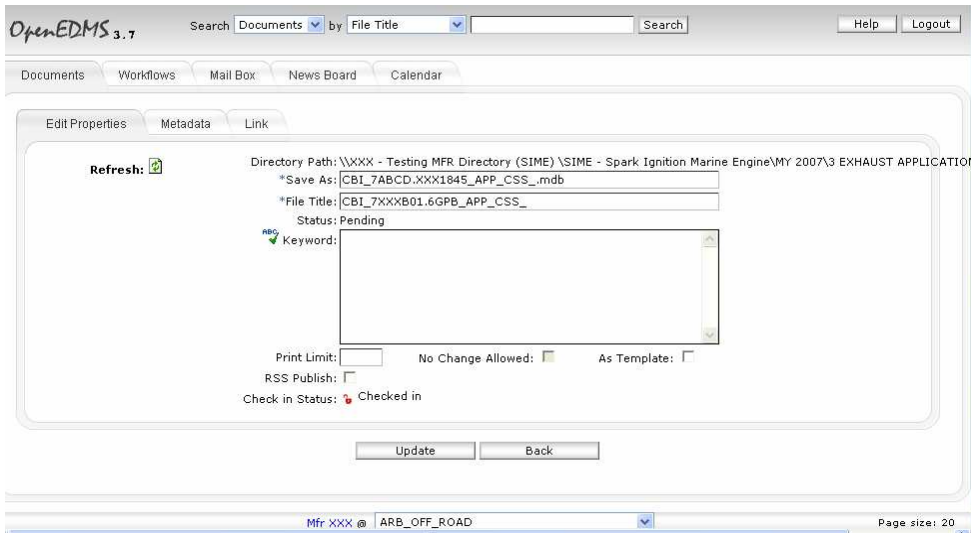 OpenEDMS 3.7 Search Documents by File Title Search Help Logout
Documents Workflows Mail Box News Board Calendar
Edit Properties Metadata Link
Refresh: Directory Path: \\XXX - Testing MFR Directory (SIME) \SIME - Spark Ignition Marine Engine\MY 2007\3 EXHAUST APPLICATION
*Save As: CBI_7ABCD.XXX1845_APP_CSS_.mdb
*File Title: CBI_7XXXB01.6GPB_APP_CSS_
Status: Pending
ABC Keyword:
Print Limit: No Change Allowed: As Template:
RSS Publish:
Check in Status: Checked in
Update Back
Mfr XXX @ ARB_OFF_ROAD Page size: 20